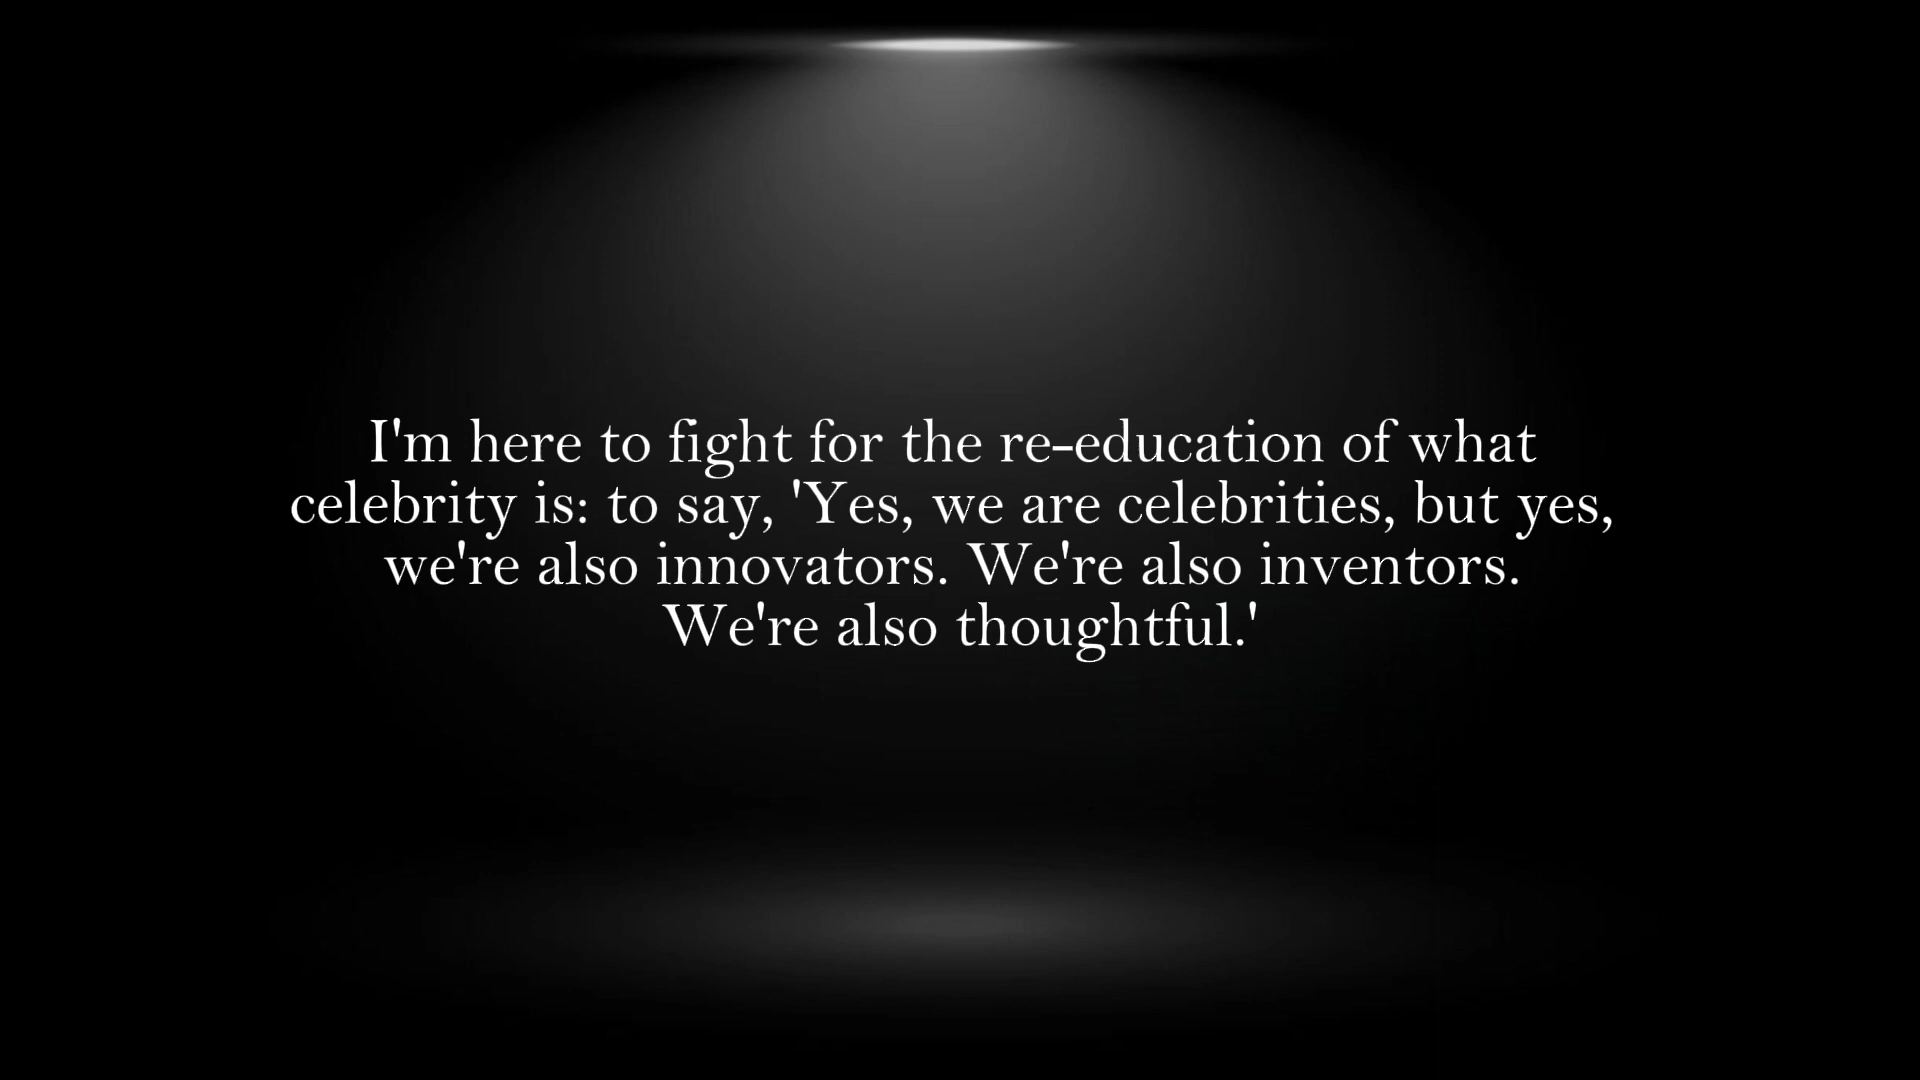 I'm here to fight for the re-education of what
celebrity is: to say, 'Yes, we are celebrities, but yes,
we're also innovators. We're also inventors.
We're also thoughtful.'